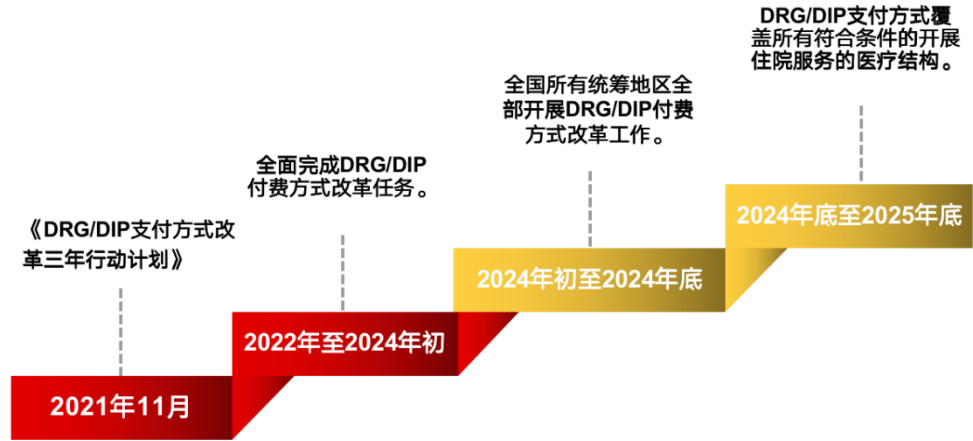 《DRG/DIP支付方式改
革三年行动计划》
2021年11月
全面完成DRG/DIP
付费方式改革任务。
2022年至2024年初
全国所有统筹地区全
部开展DRG/DIP付费
方式改革工作。
2024年初至2024年底
DRG/DIP支付方式覆
盖所有符合条件的开展
住院服务的医疗结构。
2024年底至2025年底